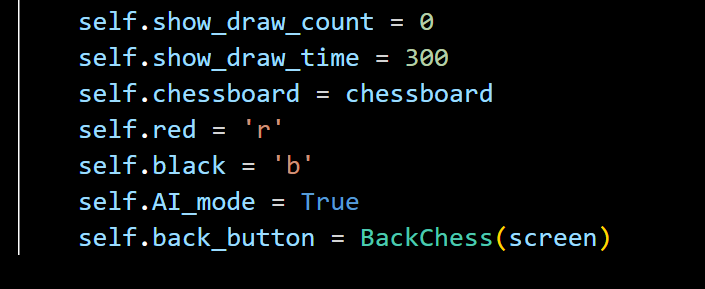 self.show_draw_count = 0
self.show_draw_time = 300
self.chessboard = chessboard
self.red = 'r'
self.black = 'b'
self.AI_mode = True
self.back_button = BackChess(screen)